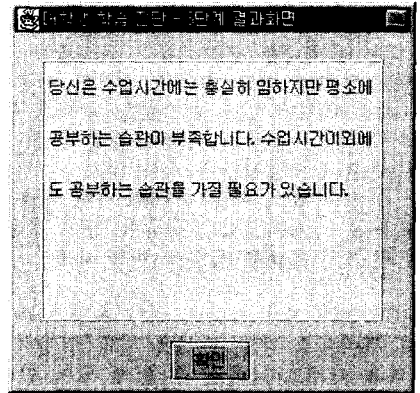 학습 진단 - 3단계 결과화면
당신은 수업시간에는 충실히 임하지만 평소에
공부하는 습관이 부족합니다. 수업시간이외에
도 공부하는 습관을 가질 필요가 있습니다.
확인